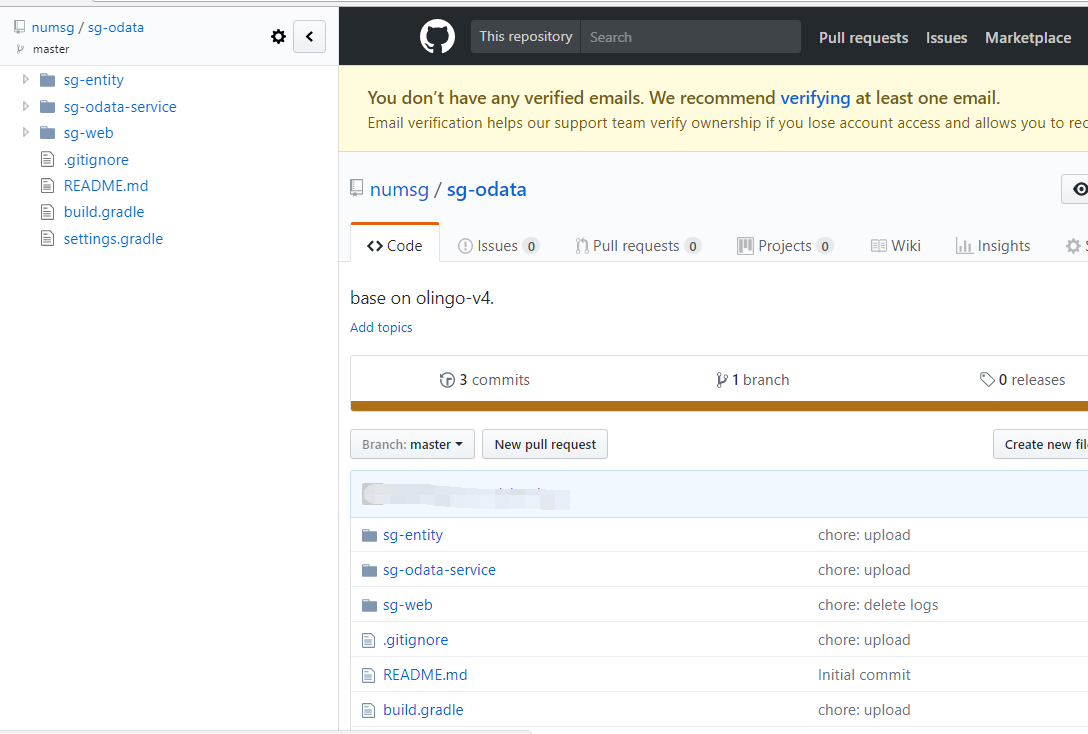 numsg / sg-odata
master
sg-entity
sg-odata-service
sg-web
.gitignore
README.md
build.gradle
settings.gradle
This repository Search Pull requests Issues Marketplace
You don't have any verified emails. We recommend verifying at least one email.
Email verification helps our support team verify ownership if you lose account access and allows you to
numsg / sg-odata
Code Issues 0 Pull requests 0 Projects 0 Wiki Insights
base on olingo-v4.
Add topics
3 commits 1 branch 0 releases
Branch: master New pull request Create new
sg-entity chore: upload
sg-odata-service chore: upload
sg-web chore: delete logs
.gitignore chore: upload
README.md Initial commit
build.gradle chore: upload